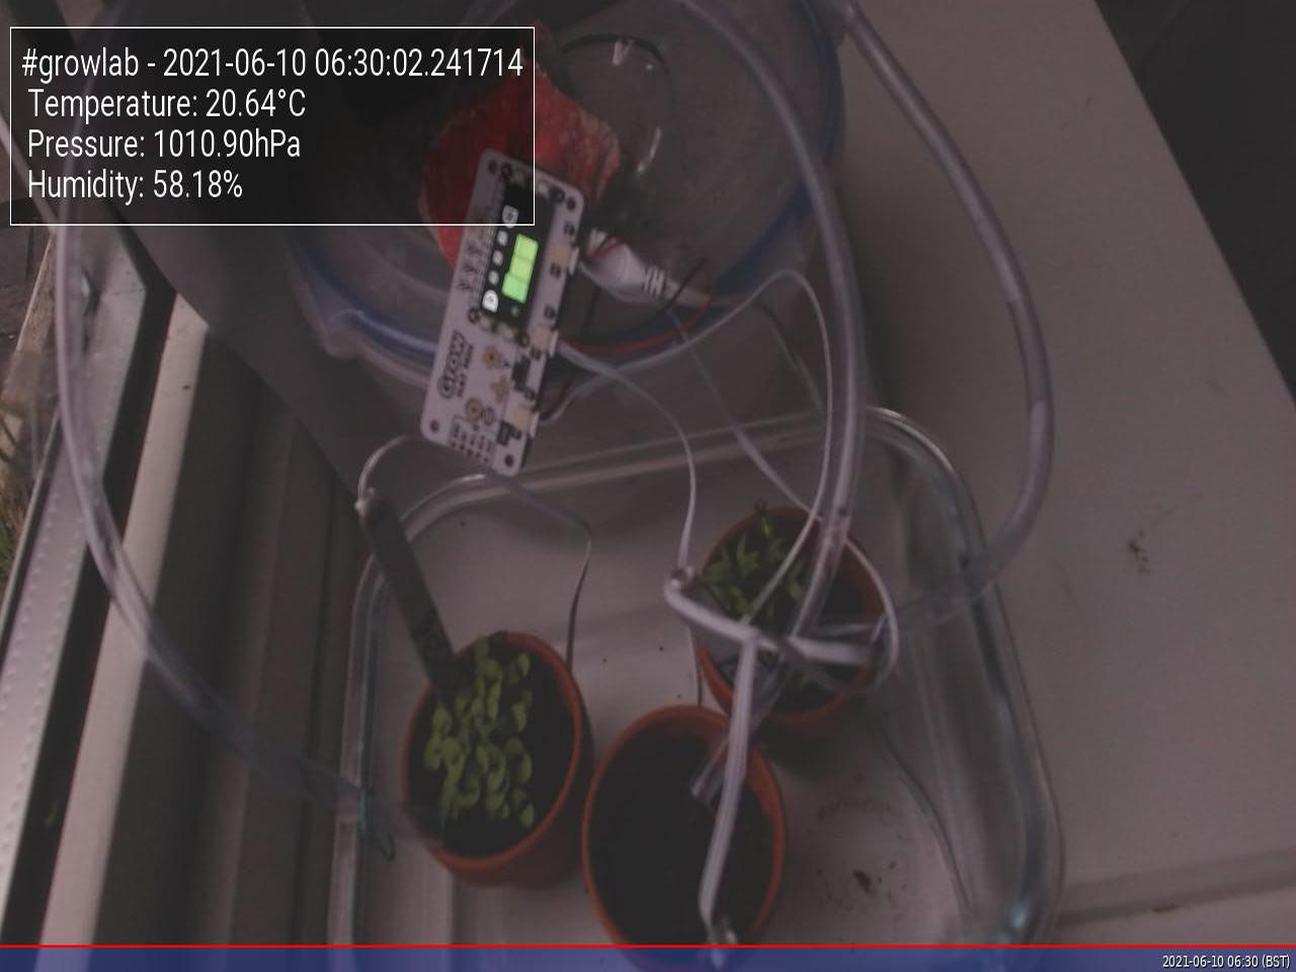 #growlab - 2021-06-10 06:30:02.241714
Temperature: 20.64°C
Pressure: 1010.90hPa
Humidity: 58.18%
Grow
2021-06-10 06:30 (BST)